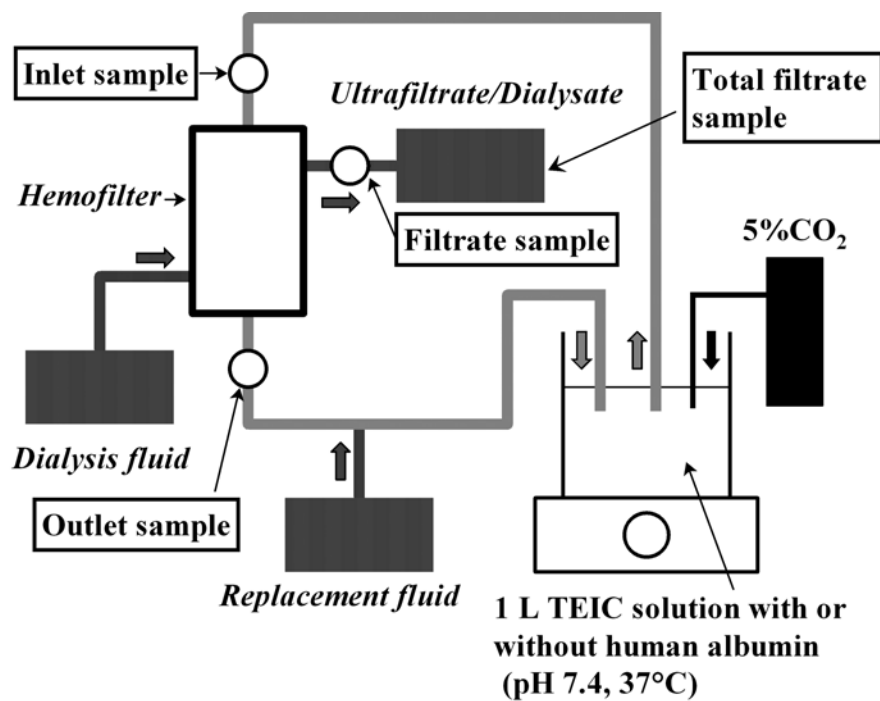 Inlet sample
Ultrafiltrate/Dialysate
Total filtrate
sample
Hemofilter
Filtrate sample
5%CO₂
Dialysis fluid
Outlet sample
Replacement fluid
1 L TEIC solution with or
without human albumin
(pH 7.4, 37°C)